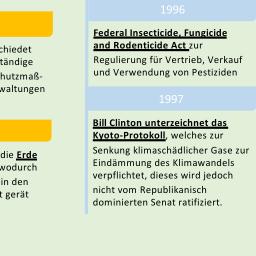 chiedet
tändige
chutzmaß-
waltungen
die Erde
wodurch
in den
t gerät
1996
Federal Insecticide, Fungicide
and Rodenticide Act zur
Regulierung für Vertrieb, Verkauf
und Verwendung von Pestiziden
1997
Bill Clinton unterzeichnet das
Kyoto-Protokoll, welches zur
Senkung klimaschädlicher Gase zur
Eindämmung des Klimawandels
verpflichtet, dieses wird jedoch
nicht vom Republikanisch
dominierten Senat ratifiziert.